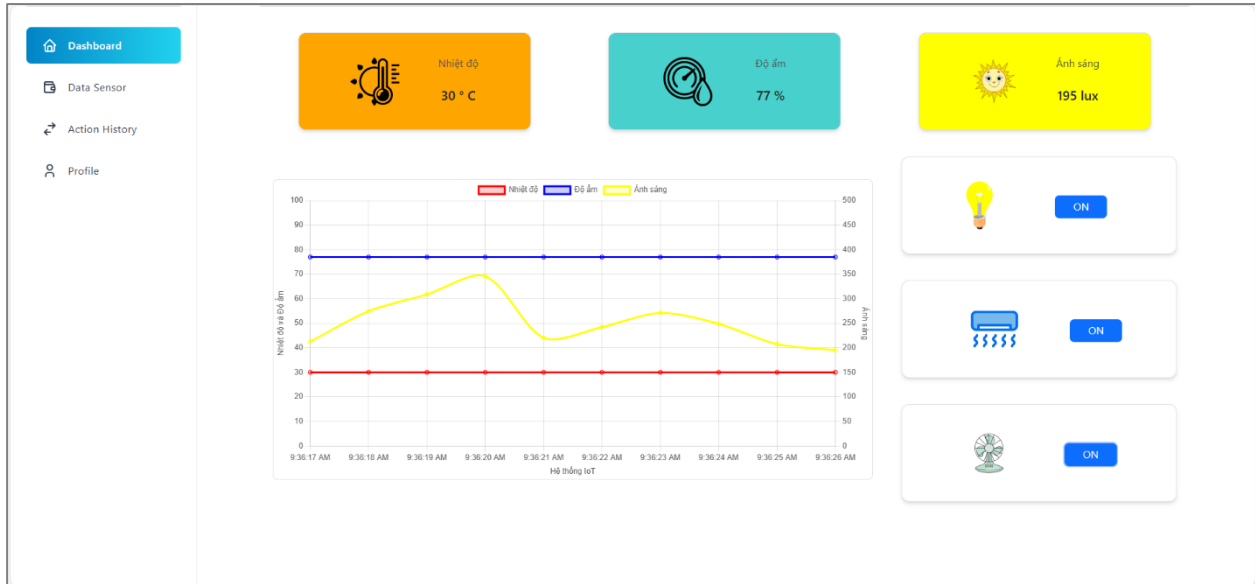 Dashboard
Data Sensor
Action History
Profile
Nhiệt độ
30 ° C
Độ ẩm
77 %
Ánh sáng
195 lux
Nhiệt độ Độ ẩm Ánh sáng
100
90
80
70
60
50
40
30
20
10
0
Nhiệt độ và Độ ẩm
500
450
400
350
300
250
200
150
100
50
0
Ánh sáng
9:36:17 AM 9:36:18 AM 9:36:19 AM 9:36:20 AM 9:36:21 AM 9:36:22 AM 9:36:23 AM 9:36:24 AM 9:36:25 AM 9:36:26 AM
Hệ thống IoT
ON
ON
ON